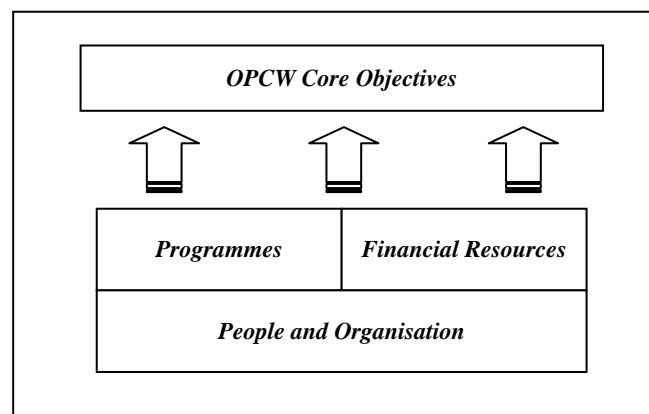 OPCW Core Objectives
Programmes
Financial Resources
People and Organisation